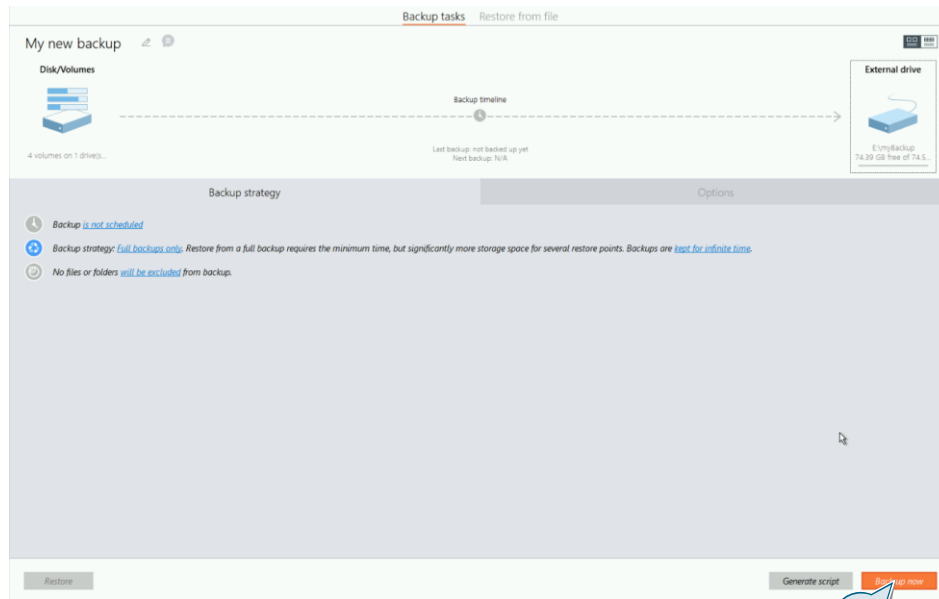 Backup tasks Restore from file
My new backup
Disk/Volumes
External drive
Backup timeline
4 volumes on 1 drive(s...
Last backup: not backed up yet
Next backup: N/A
E:\myBackup
74.39 GB free of 74.5...
Backup strategy
Options
Backup is not scheduled
Backup strategy: Full backups only. Restore from a full backup requires the minimum time, but significantly more storage space for several restore points. Backups are kept for infinite time.
No files or folders will be excluded from backup.
Restore
Generate script
Backup now